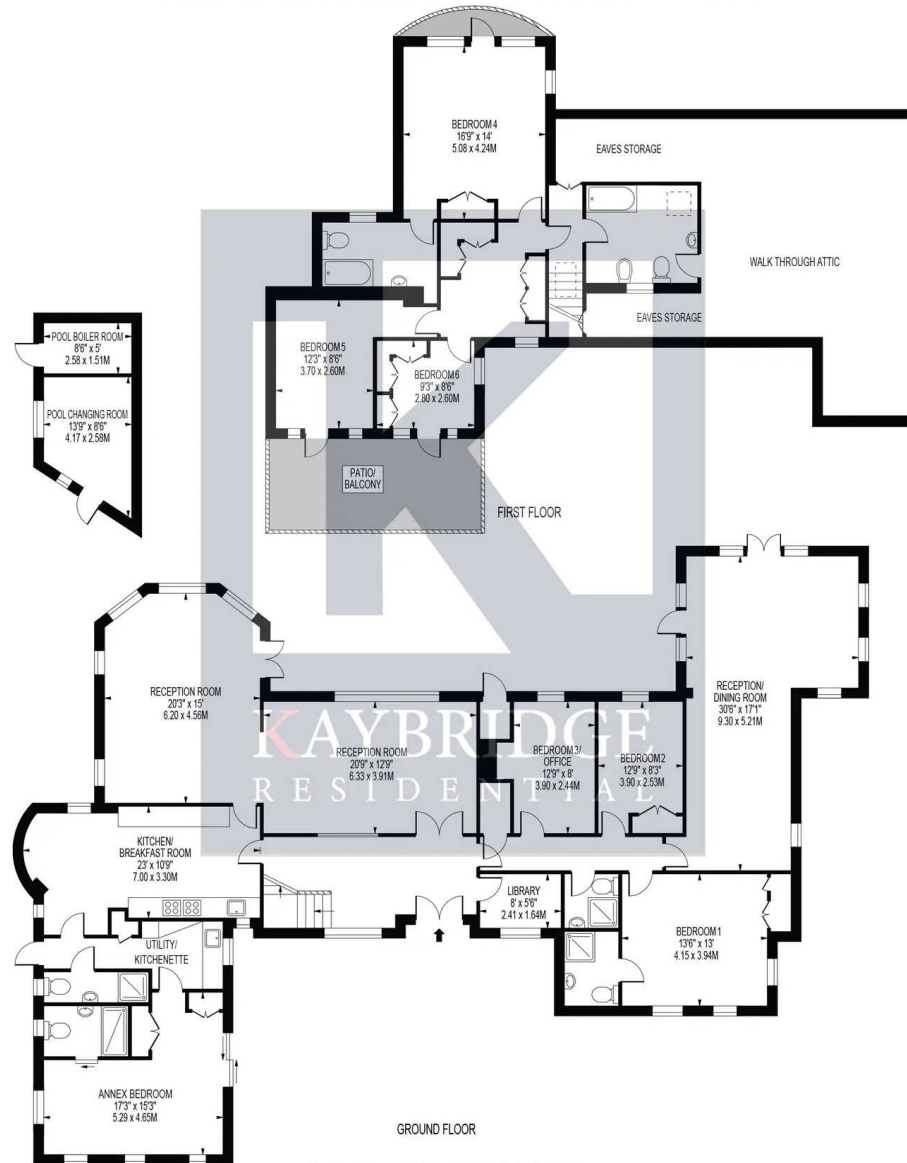 BEDROOM 4
16'9" x 14'
5.08 x 4.24M
EAVES STORAGE
WALK THROUGH ATTIC
EAVES STORAGE
POOL BOILER ROOM
8'6" x 5'
2.58 x 1.51M
POOL CHANGING ROOM
13'9" x 8'6"
4.17 x 2.58M
BEDROOM 5
12'3" x 8'6"
3.70 x 2.60M
BEDROOM 6
9'3" x 8'6"
2.80 x 2.60M
PATIO/
BALCONY
FIRST FLOOR
RECEPTION ROOM
20'3" x 15'
6.20 x 4.56M
RECEPTION ROOM
20'9" x 12'9"
6.33 x 3.91M
BEDROOM 3/
OFFICE
12'9" x 8'
3.90 x 2.44M
BEDROOM 2
12'9" x 8'3"
3.90 x 2.53M
RECEPTION/
DINING ROOM
30'6" x 17'1"
9.30 x 5.21M
KAYBRIDGE
RESIDENTIAL
KITCHEN/
BREAKFAST ROOM
23' x 10'9"
7.00 x 3.30M
LIBRARY
8' x 5'6"
2.41 x 1.64M
BEDROOM 1
13'6" x 13'
4.15 x 3.94M
UTILITY/
KITCHENETTE
ANNEX BEDROOM
17'3" x 15'3"
5.29 x 4.65M
GROUND FLOOR